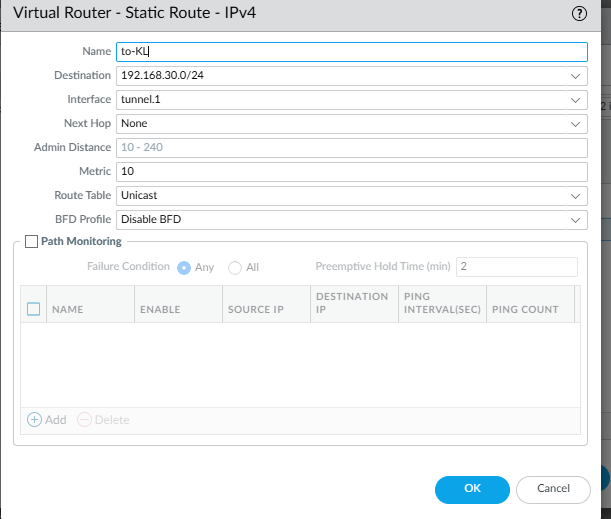 Virtual Router - Static Route - IPv4
?
Name to-KL
Destination 192.168.30.0/24
Interface tunnel.1
Next Hop None
Admin Distance 10 - 240
Metric 10
Route Table Unicast
BFD Profile Disable BFD
Path Monitoring
Failure Condition Any All Preemptive Hold Time (min) 2
NAME ENABLE SOURCE IP DESTINATION IP PING INTERVAL(SEC) PING COUNT
Add Delete
OK Cancel